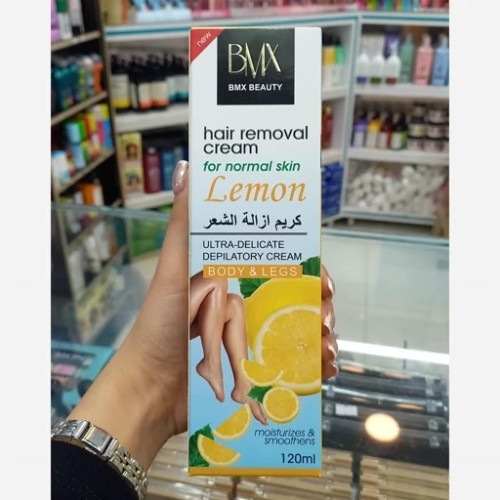 new
BMX
BMX BEAUTY
hair removal
cream
for normal skin
Lemon
كريم ازالة الشعر
ULTRA-DELICATE
DEPILATORY CREAM
BODY & LEGS
moisturizes &
smoothens
120ml